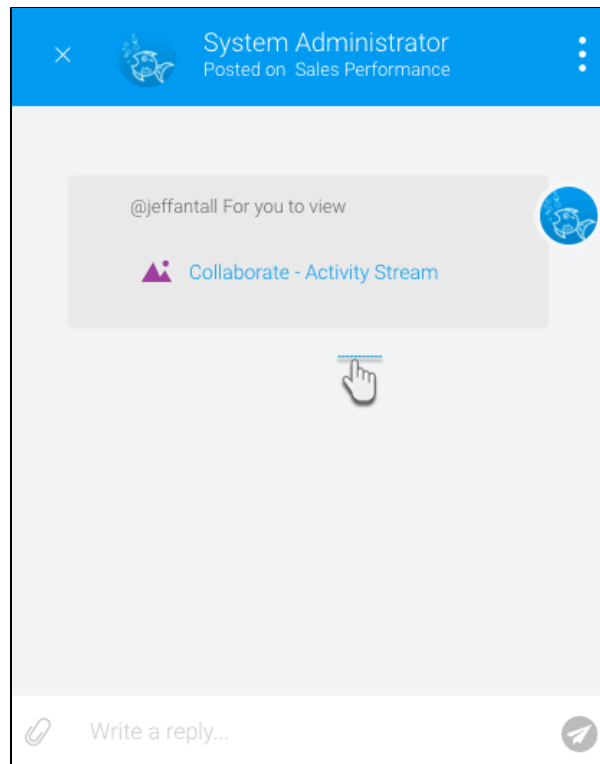 System Administrator
Posted on Sales Performance
@jeffantall For you to view
Collaborate - Activity Stream
Write a reply...